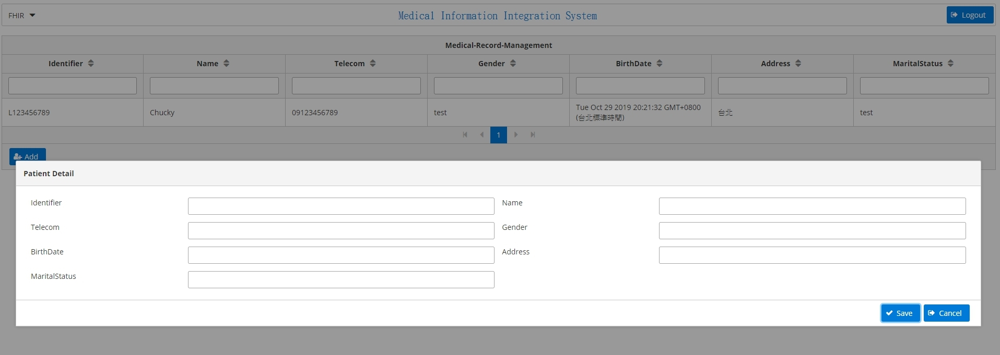 FHIR
Medical Information Integration System
Logout
Medical-Record-Management
Identifier Name Telecom Gender BirthDate Address MaritalStatus
L123456789 Chucky 09123456789 test Tue Oct 29 2019 20:21:32 GMT+0800 台北 test
(台北標準時間)
1
Add
Patient Detail
Identifier Name
Telecom Gender
BirthDate Address
MaritalStatus
Save Cancel